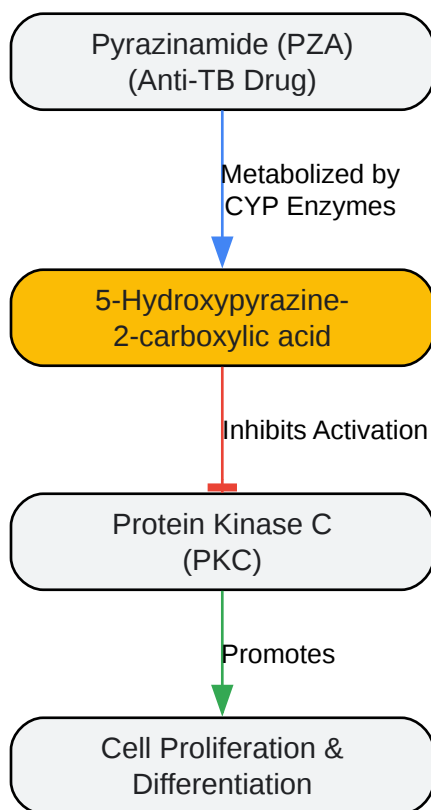 Pyrazinamide (PZA)
(Anti-TB Drug)
Metabolized by
CYP Enzymes
5-Hydroxypyrazine-
2-carboxylic acid
Inhibits Activation
Protein Kinase C
(PKC)
Promotes
Cell Proliferation &
Differentiation